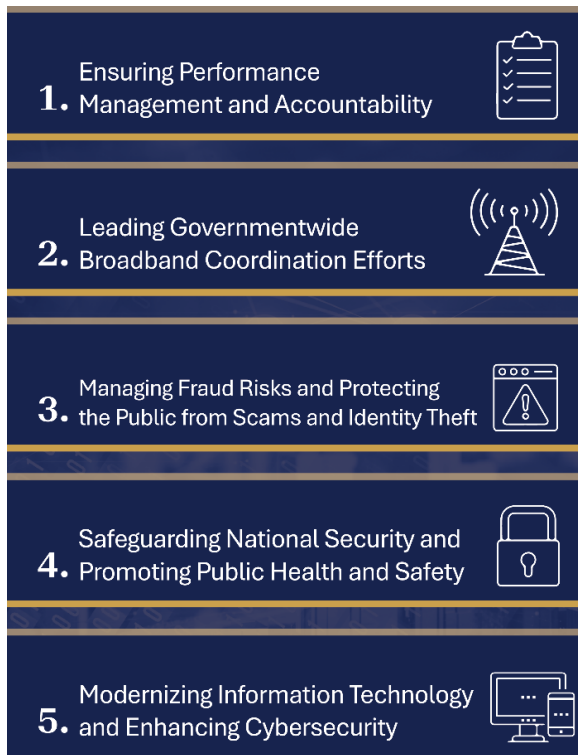 Ensuring Performance
1. Management and Accountability
Leading Governmentwide
2. Broadband Coordination Efforts
Managing Fraud Risks and Protecting
3. the Public from Scams and Identity Theft
Safeguarding National Security and
4. Promoting Public Health and Safety
Modernizing Information Technology
5. and Enhancing Cybersecurity